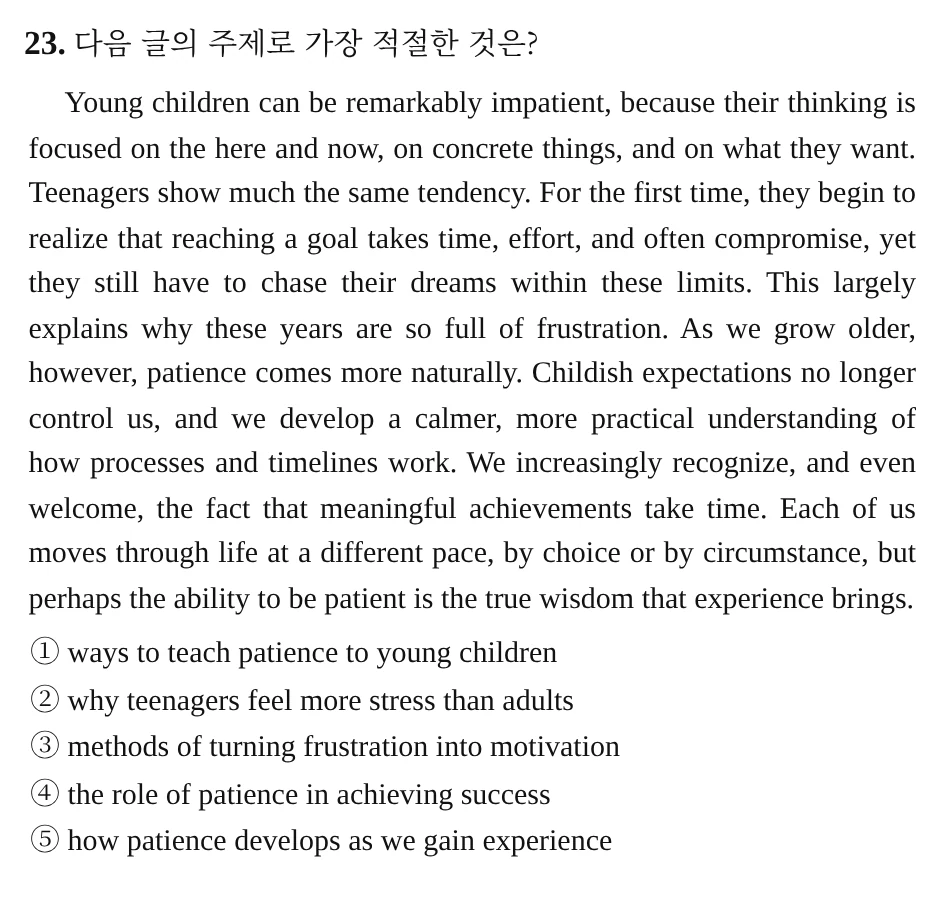 23. 다음 글의 주제로 가장 적절한 것은?
Young children can be remarkably impatient, because their thinking is
focused on the here and now, on concrete things, and on what they want.
Teenagers show much the same tendency. For the first time, they begin to
realize that reaching a goal takes time, effort, and often compromise, yet
they still have to chase their dreams within these limits. This largely
explains why these years are so full of frustration. As we grow older,
however, patience comes more naturally. Childish expectations no longer
control us, and we develop a calmer, more practical understanding of
how processes and timelines work. We increasingly recognize, and even
welcome, the fact that meaningful achievements take time. Each of us
moves through life at a different pace, by choice or by circumstance, but
perhaps the ability to be patient is the true wisdom that experience brings.
① ways to teach patience to young children
② why teenagers feel more stress than adults
③ methods of turning frustration into motivation
④ the role of patience in achieving success
⑤ how patience develops as we gain experience